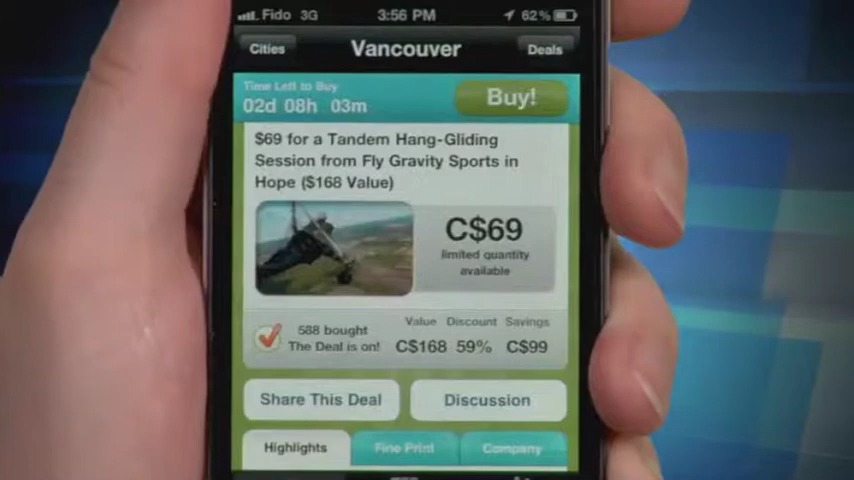 Fido 3G 3:56 PM 62%
Cities Vancouver Deals
Time Left to Buy
02d 08h 03m
Buy!
$69 for a Tandem Hang-Gliding
Session from Fly Gravity Sports in
Hope ($168 Value)
C$69
limited quantity
available
588 bought
The Deal is on!
Value Discount Savings
C$168 59% C$99
Share This Deal Discussion
Highlights Fine Print Company